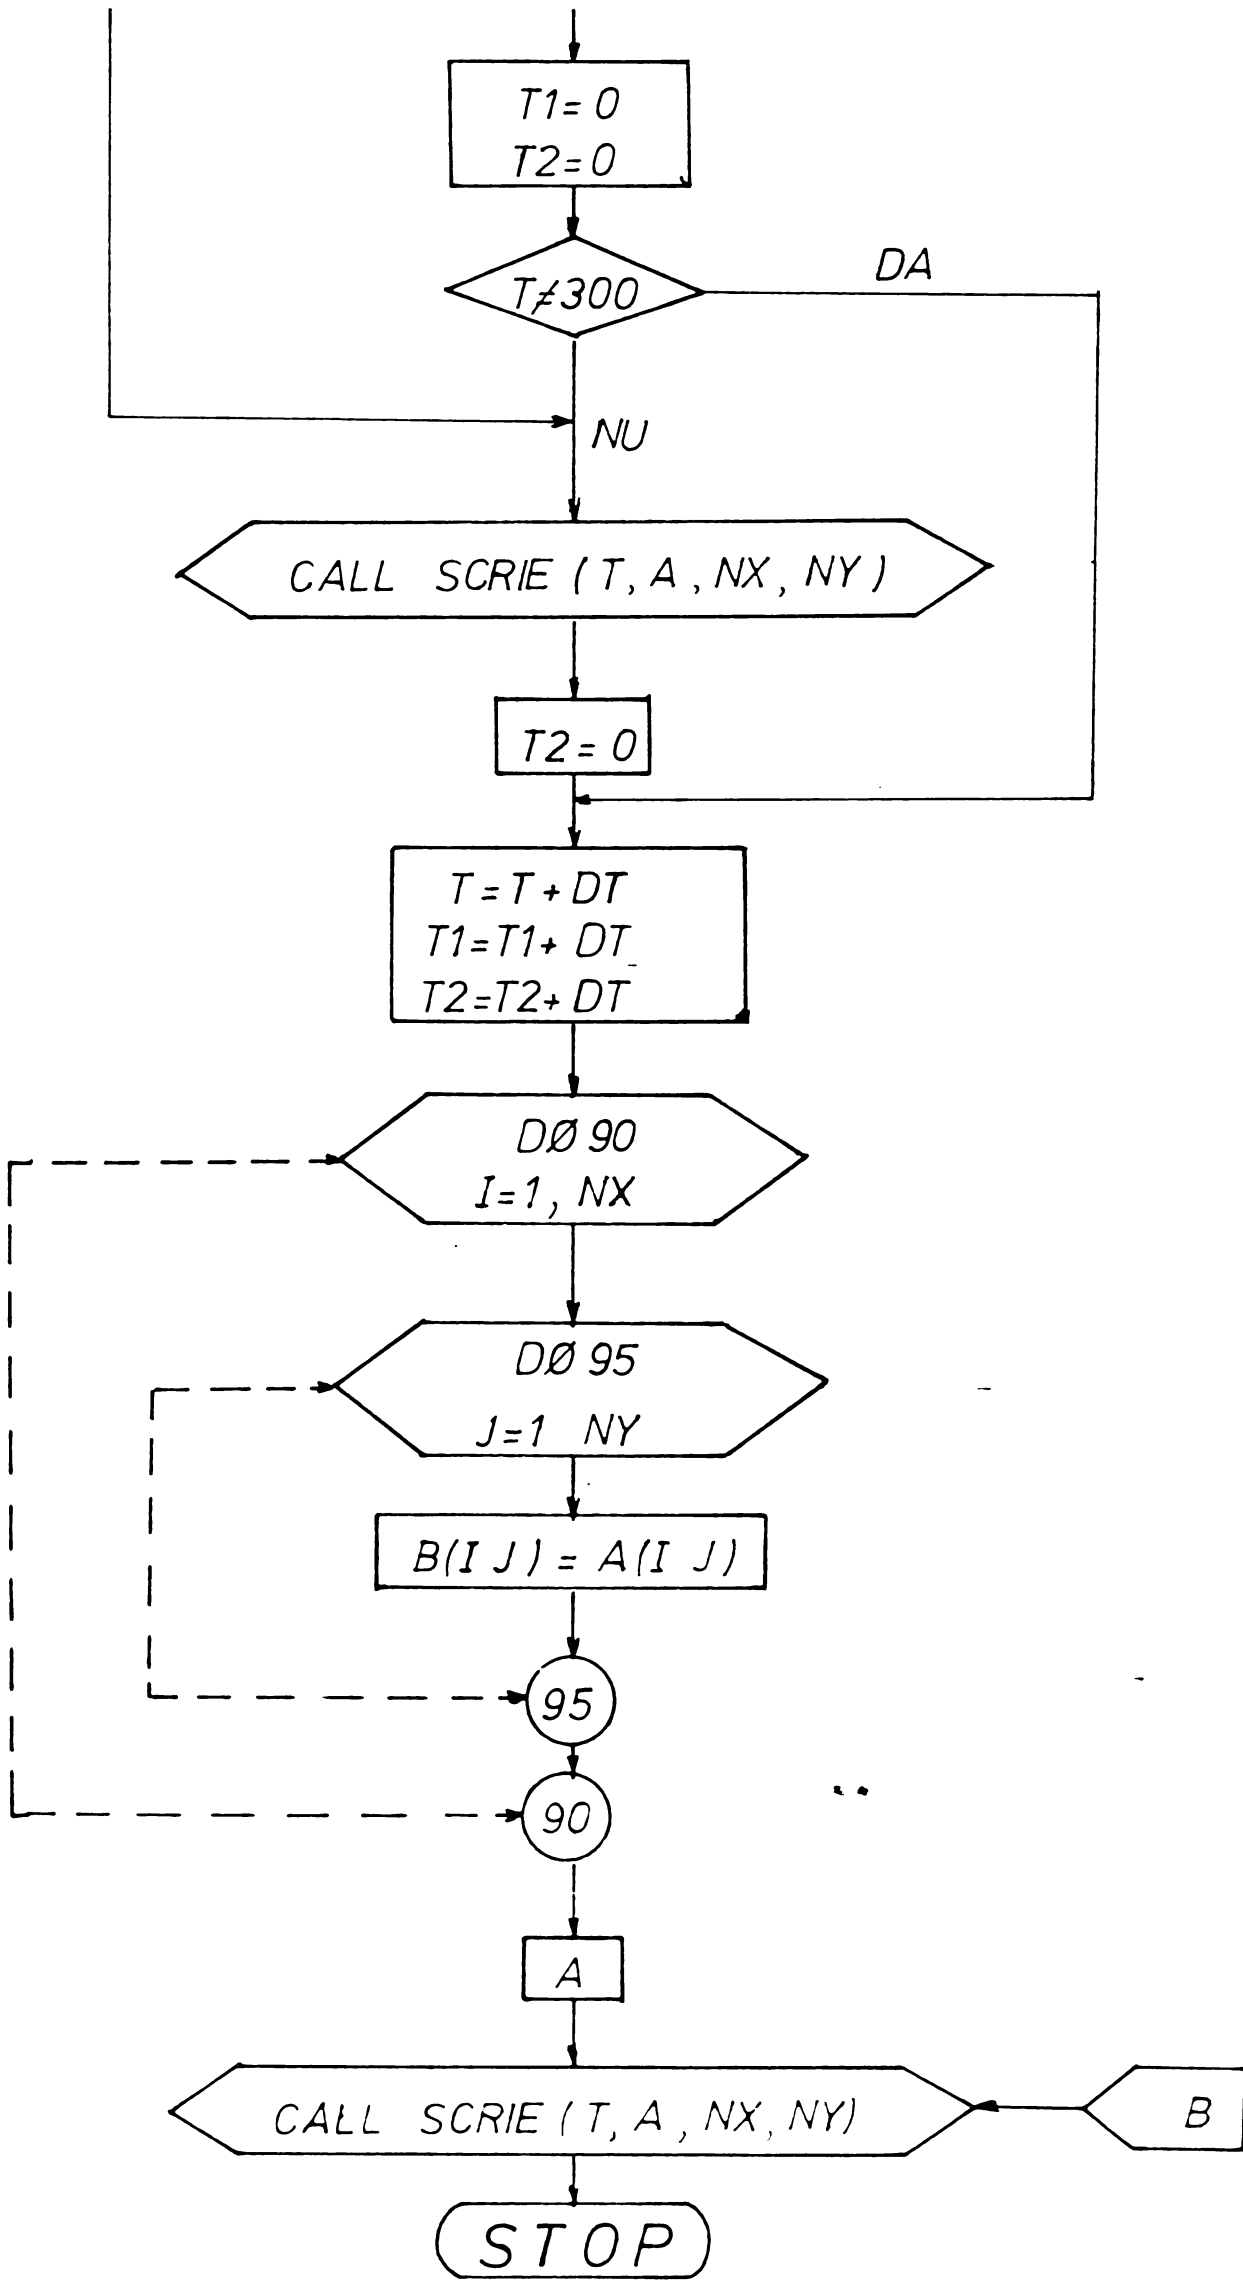 T1= 0
T2= 0
T≠300
DA
NU
CALL SCRIE ( T, A , NX, NY )
T2= 0
T= T + DT
T1=T1+ DT
T2=T2+ DT
DØ 90
I=1, NX
DØ 95
J=1 NY
B(I J) = A(I J)
95
90
A
CALL SCRIE ( T, A , NX, NY)
B
STOP